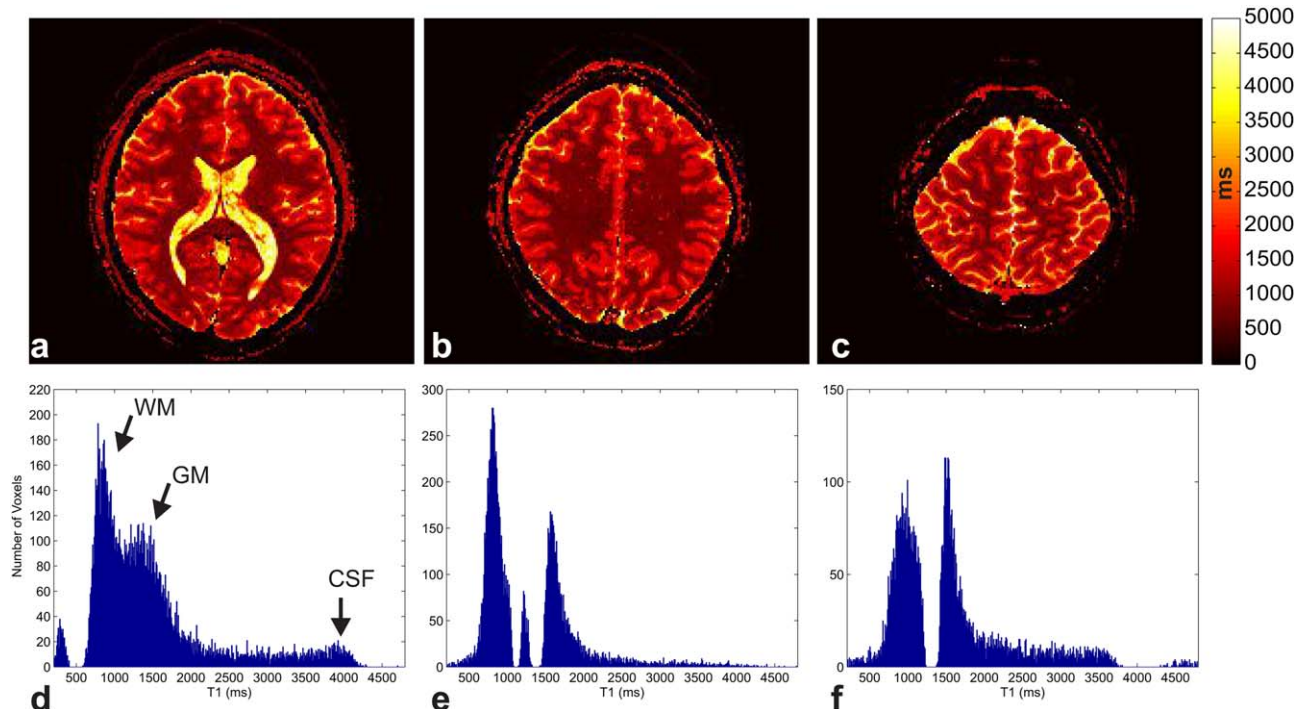 5000
4500
4000
3500
3000
2500
2000
1500
1000
500
0
ms
a
b
c
220
200
180
160
140
120
100
80
60
40
20
0
Number of Voxels
WM
GM
CSF
500 1000 1500 2000 2500 3000 3500 4000 4500
T1 (ms)
d
300
250
200
150
100
50
0
500 1000 1500 2000 2500 3000 3500 4000 4500
T1 (ms)
e
150
100
50
0
500 1000 1500 2000 2500 3000 3500 4000 4500
T1 (ms)
f